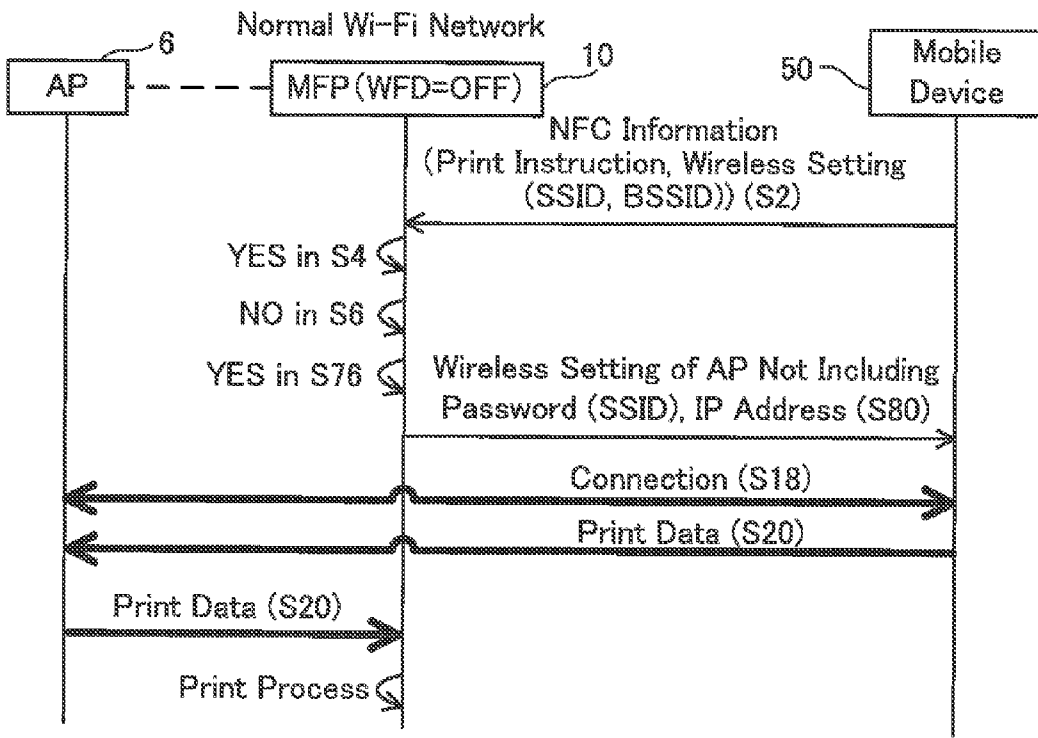 Normal Wi-Fi Network
6
AP
MFP(WFD=OFF)
10
50
Mobile
Device
NFC Information
(Print Instruction, Wireless Setting
(SSID, BSSID)) (S2)
YES in S4
NO in S6
YES in S76
Wireless Setting of AP Not Including
Password (SSID), IP Address (S80)
Connection (S18)
Print Data (S20)
Print Data (S20)
Print Process